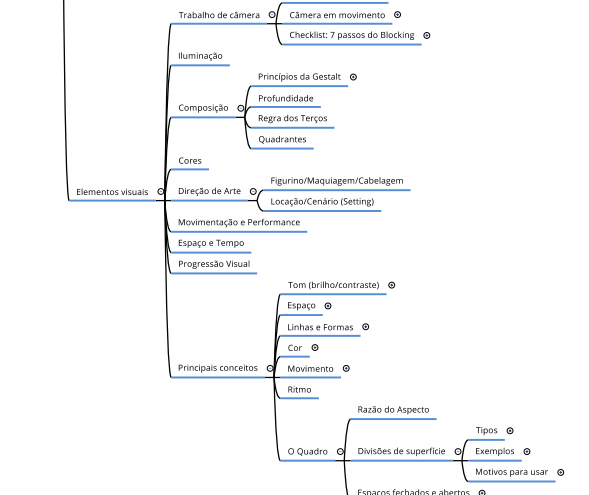 Trabalho de câmera
Câmera em movimento
Checklist: 7 passos do Blocking
Iluminação
Princípios da Gestalt
Profundidade
Composição
Regra dos Terços
Quadrantes
Cores
Figurino/Maquiagem/Cabelagem
Elementos visuais
Direção de Arte
Locação/Cenário (Setting)
Movimentação e Performance
Espaço e Tempo
Progressão Visual
Tom (brilho/contraste)
Espaço
Linhas e Formas
Cor
Principais conceitos
Movimento
Ritmo
Razão do Aspecto
Tipos
O Quadro
Divisões de superfície
Exemplos
Motivos para usar
Espaços fechados e abertos